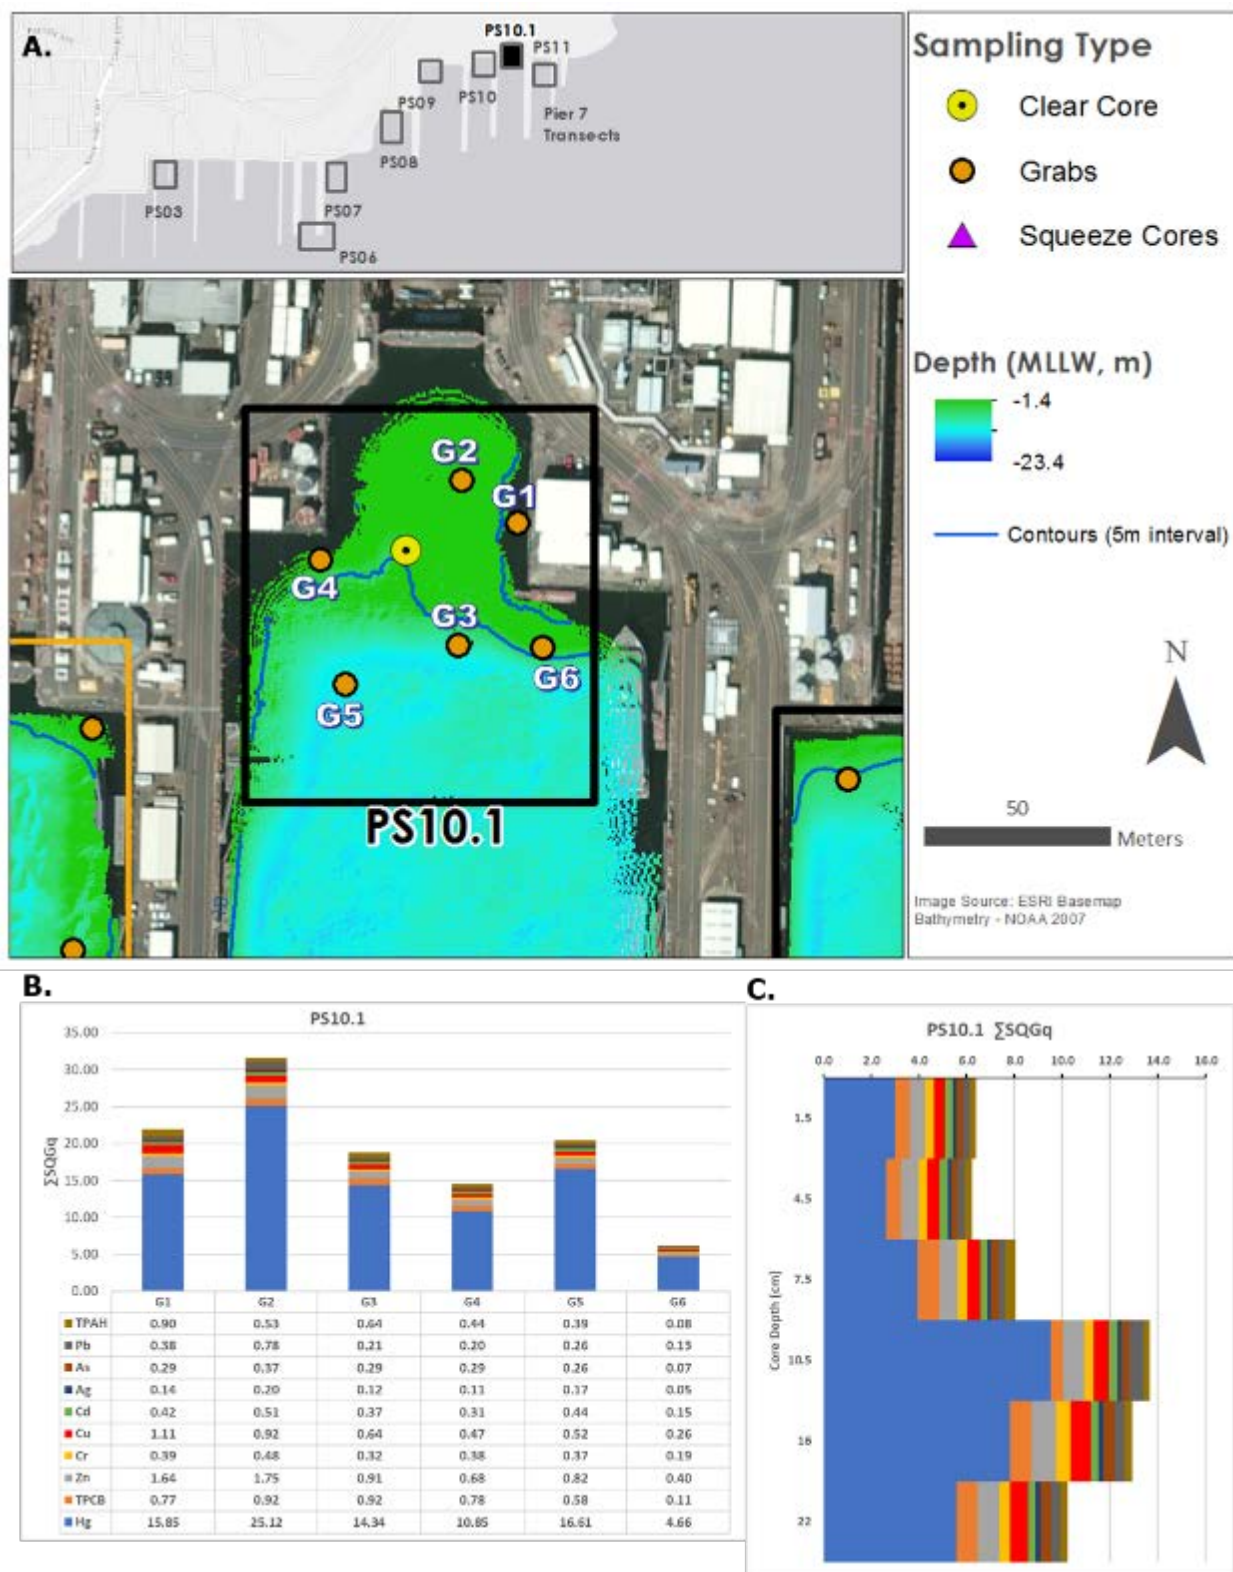 A.
PS10.1
PS11
PS09
PS10
Pier 7
Transects
PS08
PS03
PS07
PS06
Sampling Type
Clear Core
Grabs
Squeeze Cores
Depth (MLLW, m)
-1.4
-23.4
Contours (5m interval)
N
50
Meters
Image Source: ESRI Basemap
Bathymetry - NOAA 2007
G2
G1
G4
G3
G6
G5
PS10.1
B.
PS10.1
35.00
30.00
25.00
20.00
15.00
10.00
5.00
0.00
∑SQGq
G1 G2 G3 G4 G5 G6
TPAH 0.90 0.53 0.64 0.44 0.39 0.08
Pb 0.38 0.78 0.21 0.20 0.26 0.13
As 0.29 0.37 0.29 0.29 0.26 0.07
Ag 0.14 0.20 0.12 0.11 0.17 0.05
Cd 0.42 0.51 0.37 0.31 0.44 0.15
Cu 1.11 0.92 0.64 0.47 0.52 0.26
Cr 0.39 0.48 0.32 0.38 0.37 0.19
Zn 1.64 1.75 0.91 0.68 0.82 0.40
TPCB 0.77 0.92 0.92 0.78 0.58 0.11
Hg 15.85 25.12 14.34 10.85 16.61 4.66
C.
PS10.1 ∑SQGq
0.0 2.0 4.0 6.0 8.0 10.0 12.0 14.0 16.0
1.5
4.5
7.5
10.5
16
22
Core Depth (cm)